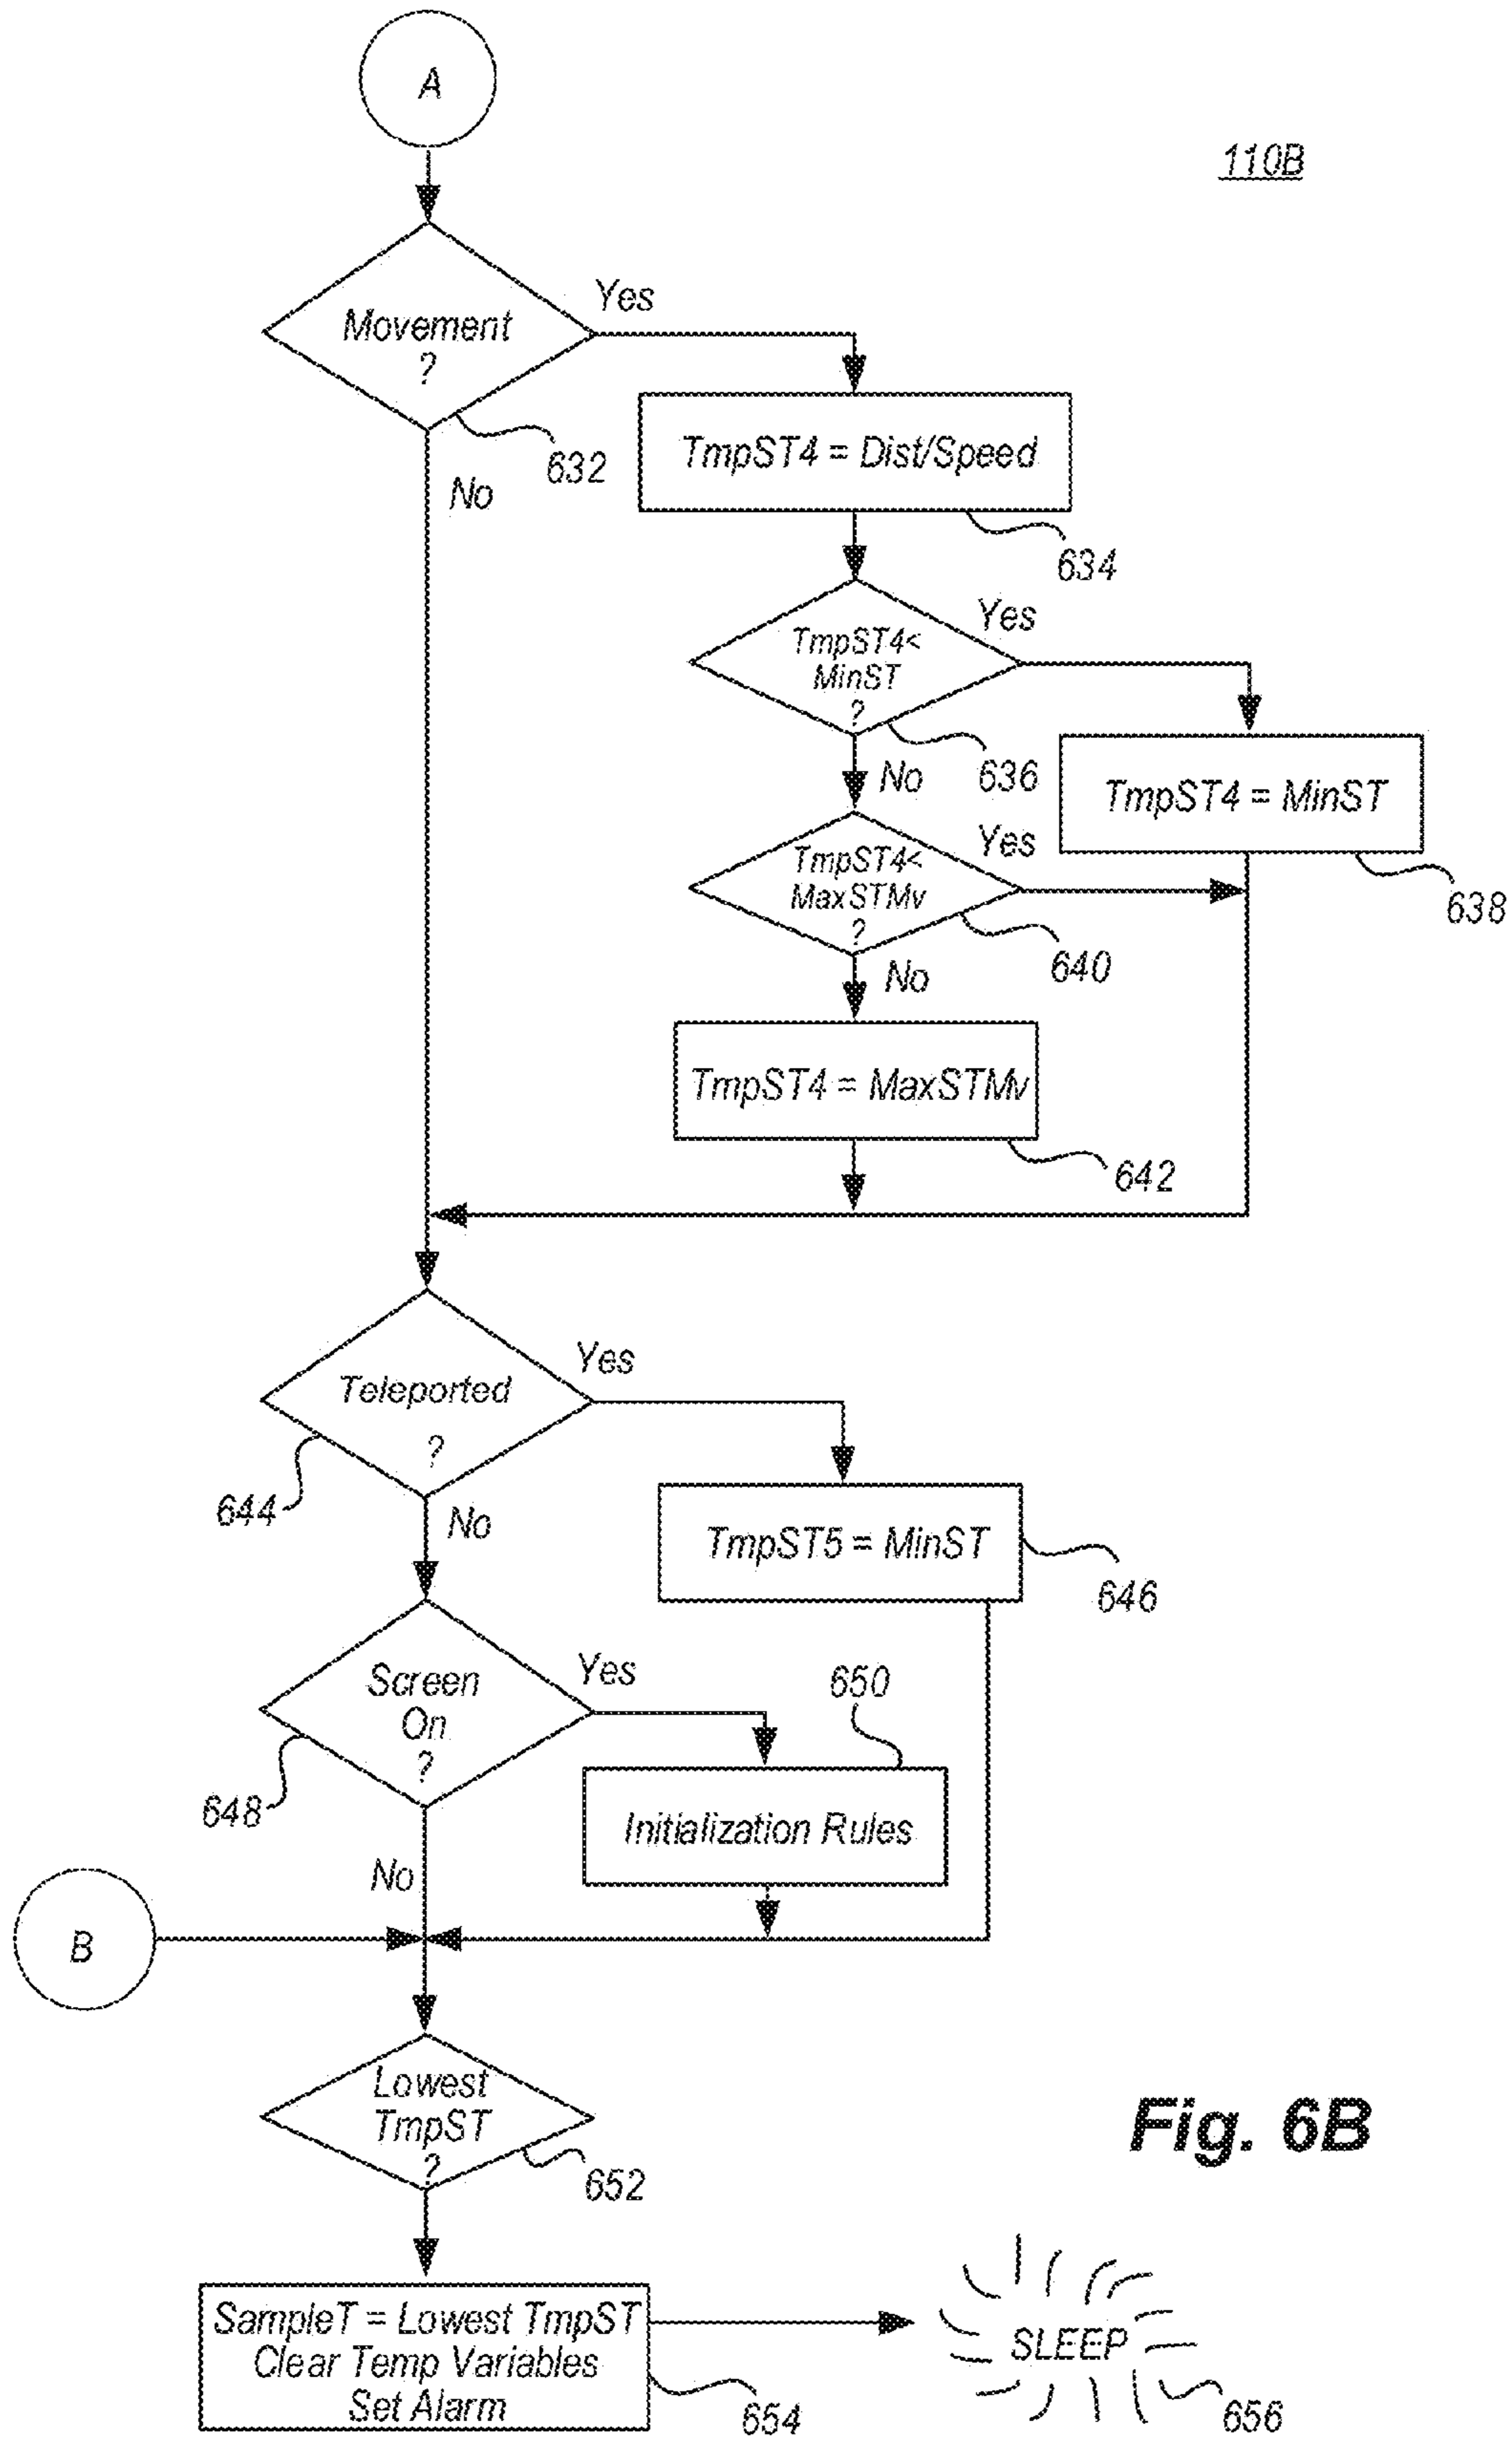 A
110B
Movement
?
Yes
632
No
TmpST4 = Dist/Speed
634
TmpST4<
MinST
?
Yes
636
No
TmpST4 = MinST
638
TmpST4<
MaxSTMv
?
Yes
640
No
TmpST4 = MaxSTMv
642
Teleported
?
Yes
644
No
TmpST5 = MinST
646
Screen
On
?
Yes
648
650
Initialization Rules
No
B
Lowest
TmpST
?
652
Fig. 6B
SampleT = Lowest TmpST
Clear Temp Variables
Set Alarm
654
SLEEP
656